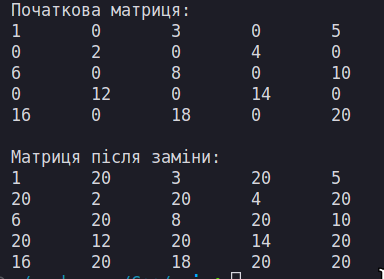 Початкова матриця:
1 0 3 0 5
0 2 0 4 0
6 0 8 0 10
0 12 0 14 0
16 0 18 0 20
Матриця після заміни:
1 20 3 20 5
20 2 20 4 20
6 20 8 20 10
20 12 20 14 20
16 20 18 20 20